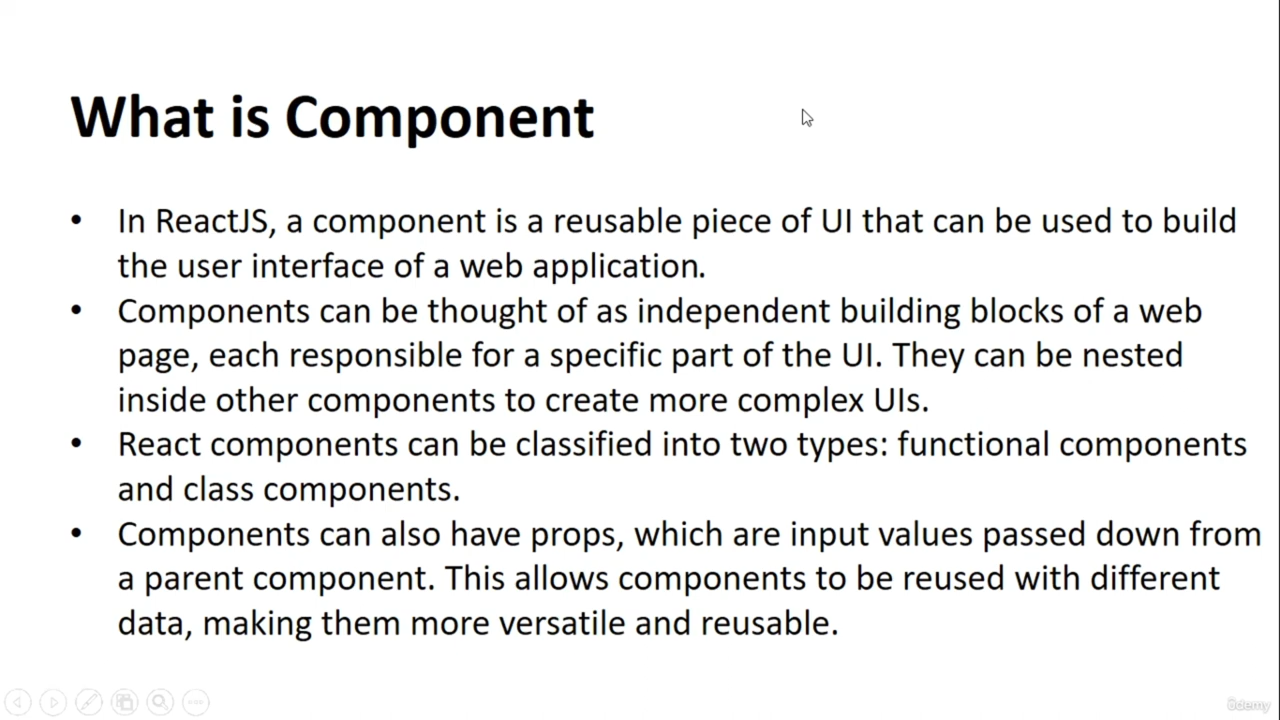 What is Component
• In ReactJS, a component is a reusable piece of UI that can be used to build
the user interface of a web application.
• Components can be thought of as independent building blocks of a web
page, each responsible for a specific part of the UI. They can be nested
inside other components to create more complex UIs.
• React components can be classified into two types: functional components
and class components.
• Components can also have props, which are input values passed down from
a parent component. This allows components to be reused with different
data, making them more versatile and reusable.
ûdemy